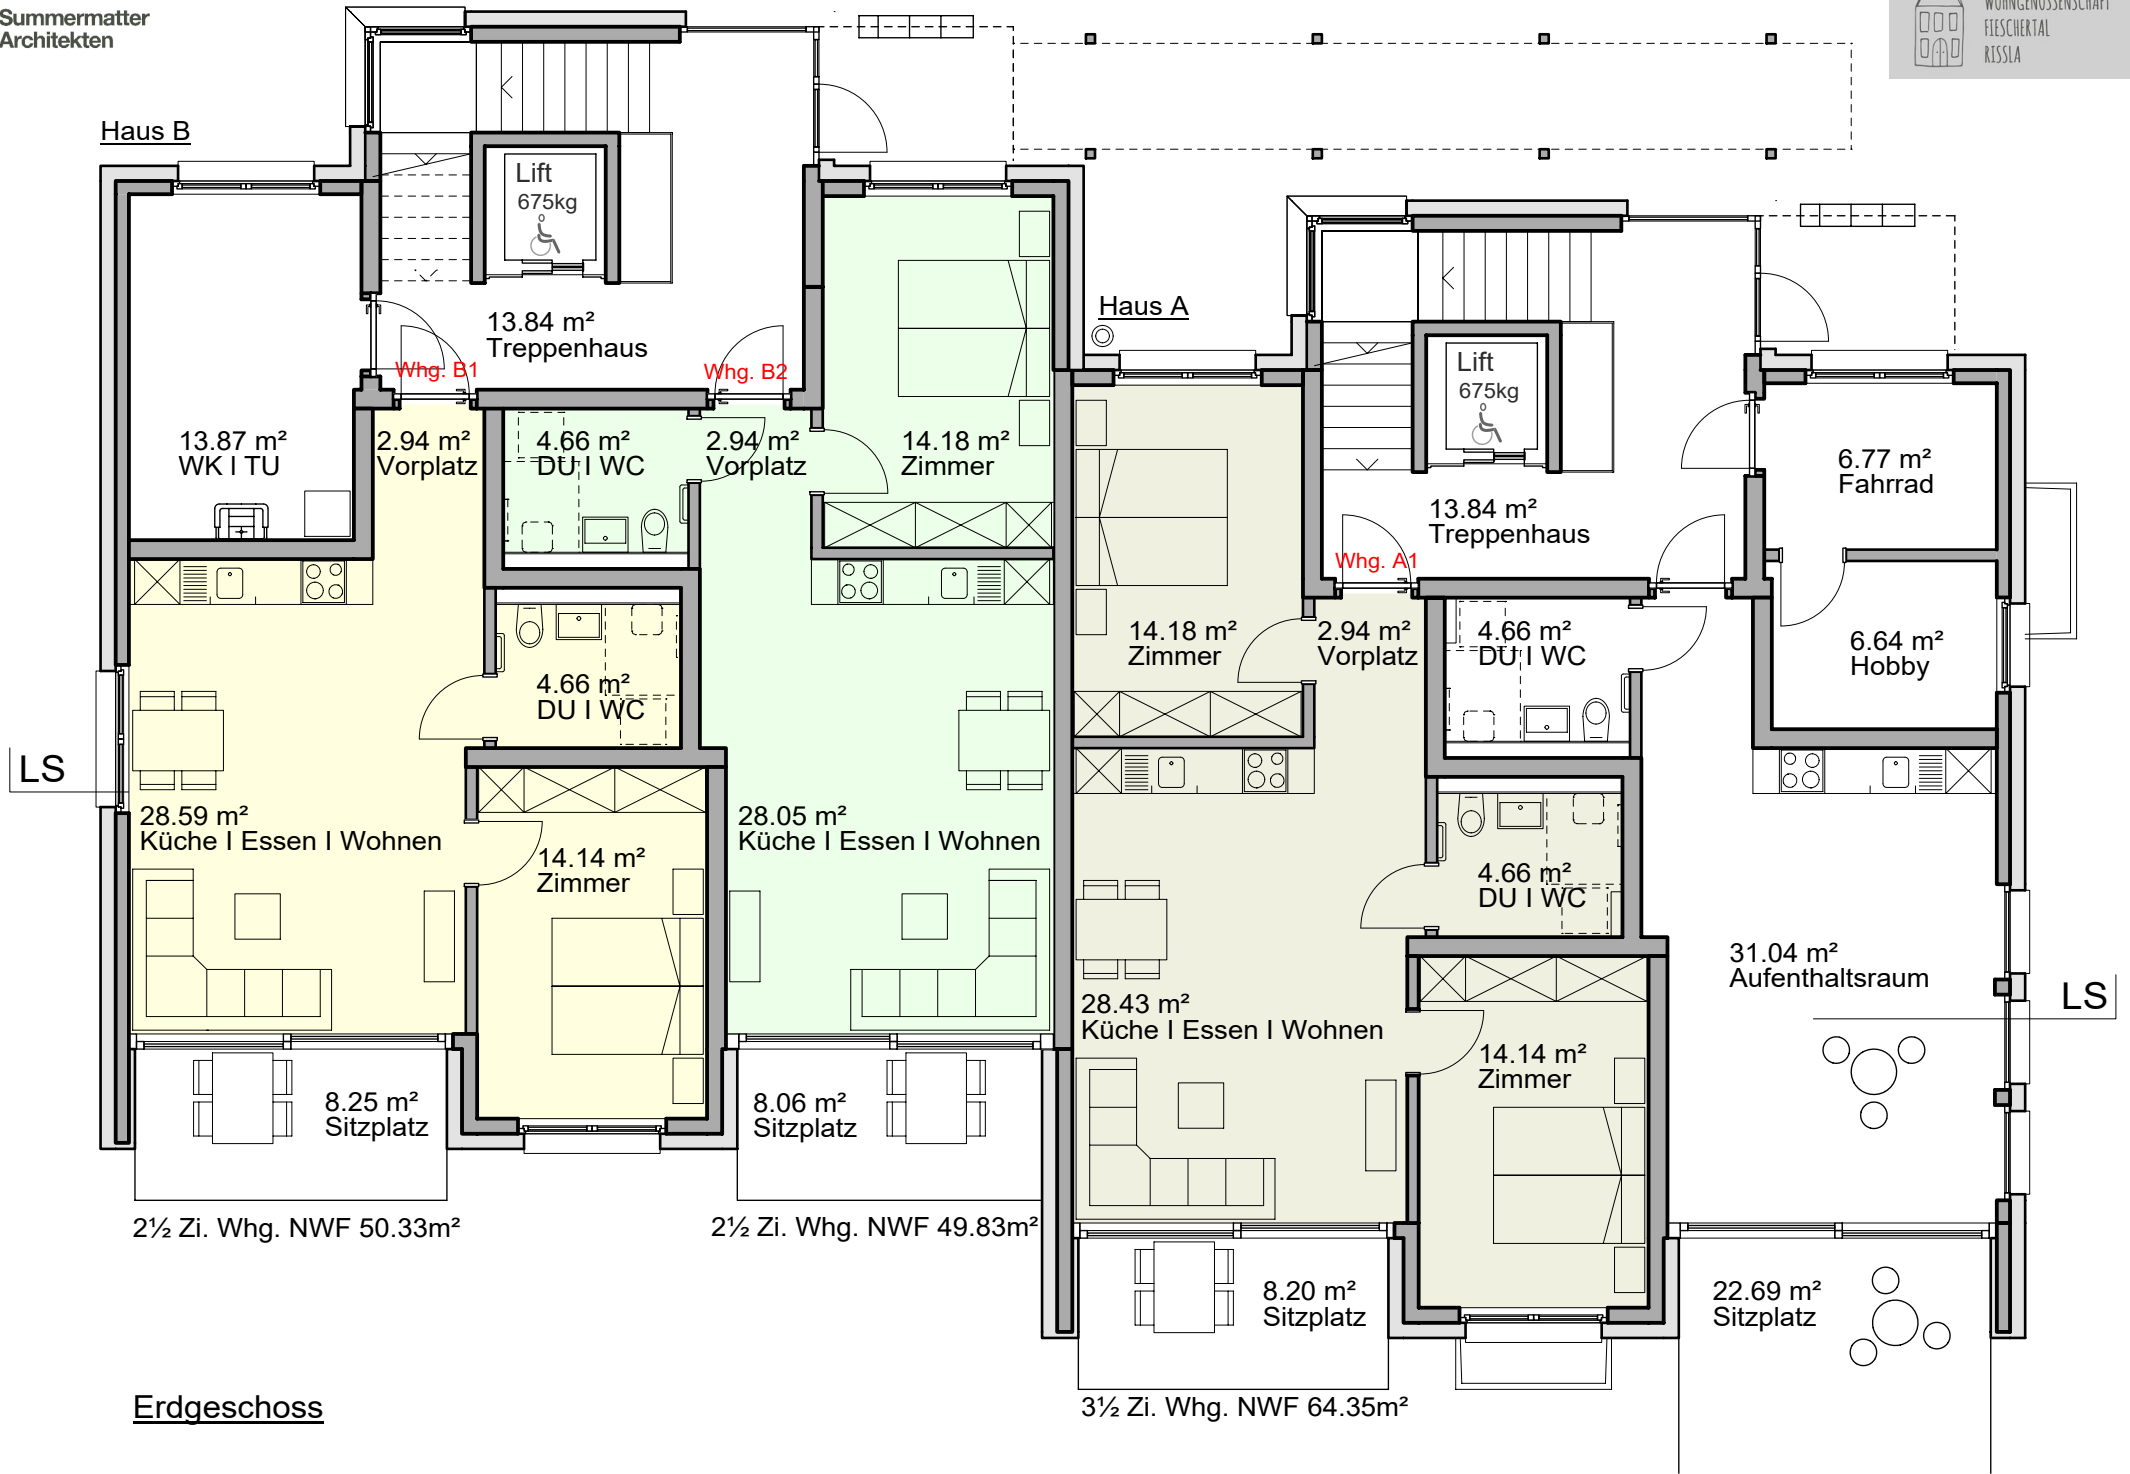 Summermatter
Architekten
WOHNGENOSSENSCHAFT
FIESCHERTAL
RISSLA
Haus B
Lift
675kg
13.84 m²
Treppenhaus
Whg. B1
Whg. B2
13.87 m²
WK I TU
2.94 m²
Vorplatz
4.66 m²
DU I WC
2.94 m²
Vorplatz
14.18 m²
Zimmer
4.66 m²
DU I WC
LS
28.59 m²
Küche I Essen I Wohnen
14.14 m²
Zimmer
28.05 m²
Küche I Essen I Wohnen
8.25 m²
Sitzplatz
8.06 m²
Sitzplatz
2½ Zi. Whg. NWF 50.33m²
2½ Zi. Whg. NWF 49.83m²
Haus A
Lift
675kg
13.84 m²
Treppenhaus
Whg. A1
6.77 m²
Fahrrad
14.18 m²
Zimmer
2.94 m²
Vorplatz
4.66 m²
DU I WC
6.64 m²
Hobby
4.66 m²
DU I WC
31.04 m²
Aufenthaltsraum
LS
28.43 m²
Küche I Essen I Wohnen
14.14 m²
Zimmer
8.20 m²
Sitzplatz
22.69 m²
Sitzplatz
3½ Zi. Whg. NWF 64.35m²
Erdgeschoss